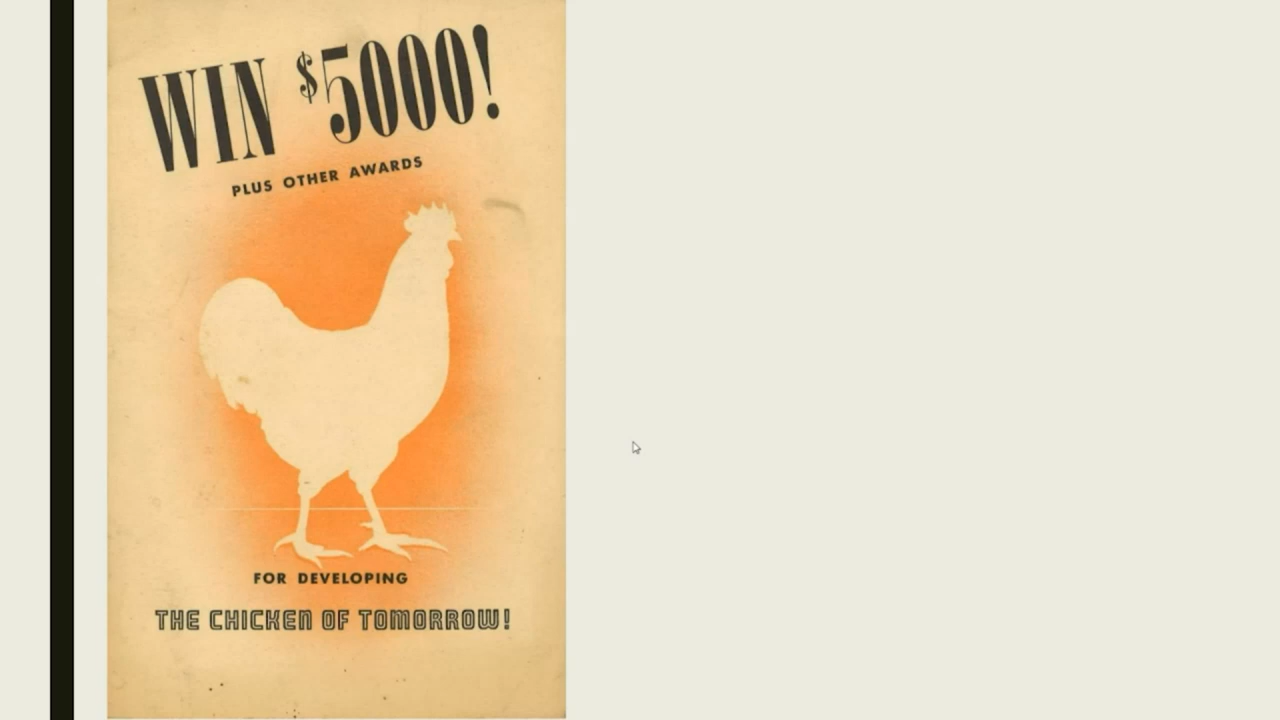 WIN $5000!
PLUS OTHER AWARDS
FOR DEVELOPING
THE CHICKEN OF TOMORROW!